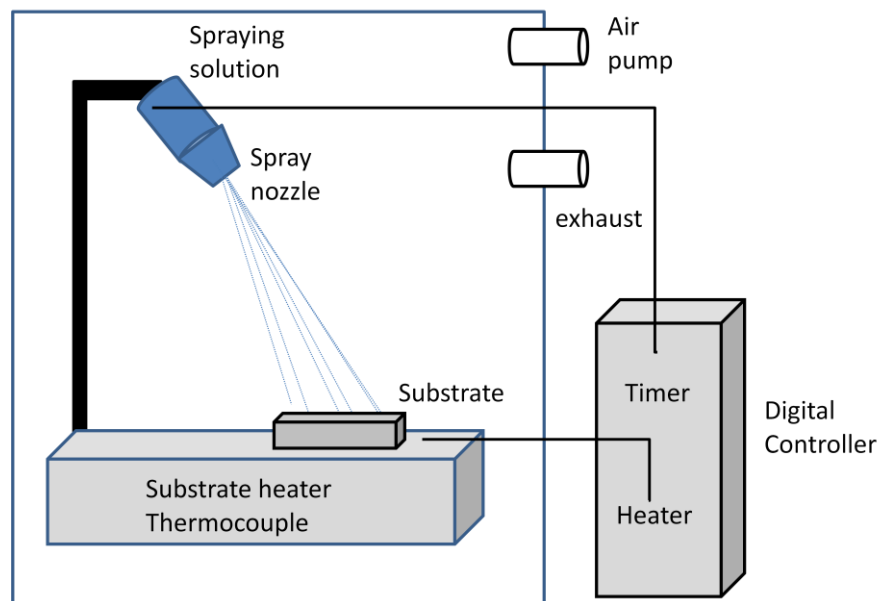 Spraying
solution
Air
pump
Spray
nozzle
exhaust
Substrate
Timer
Digital
Controller
Substrate heater
Thermocouple
Heater